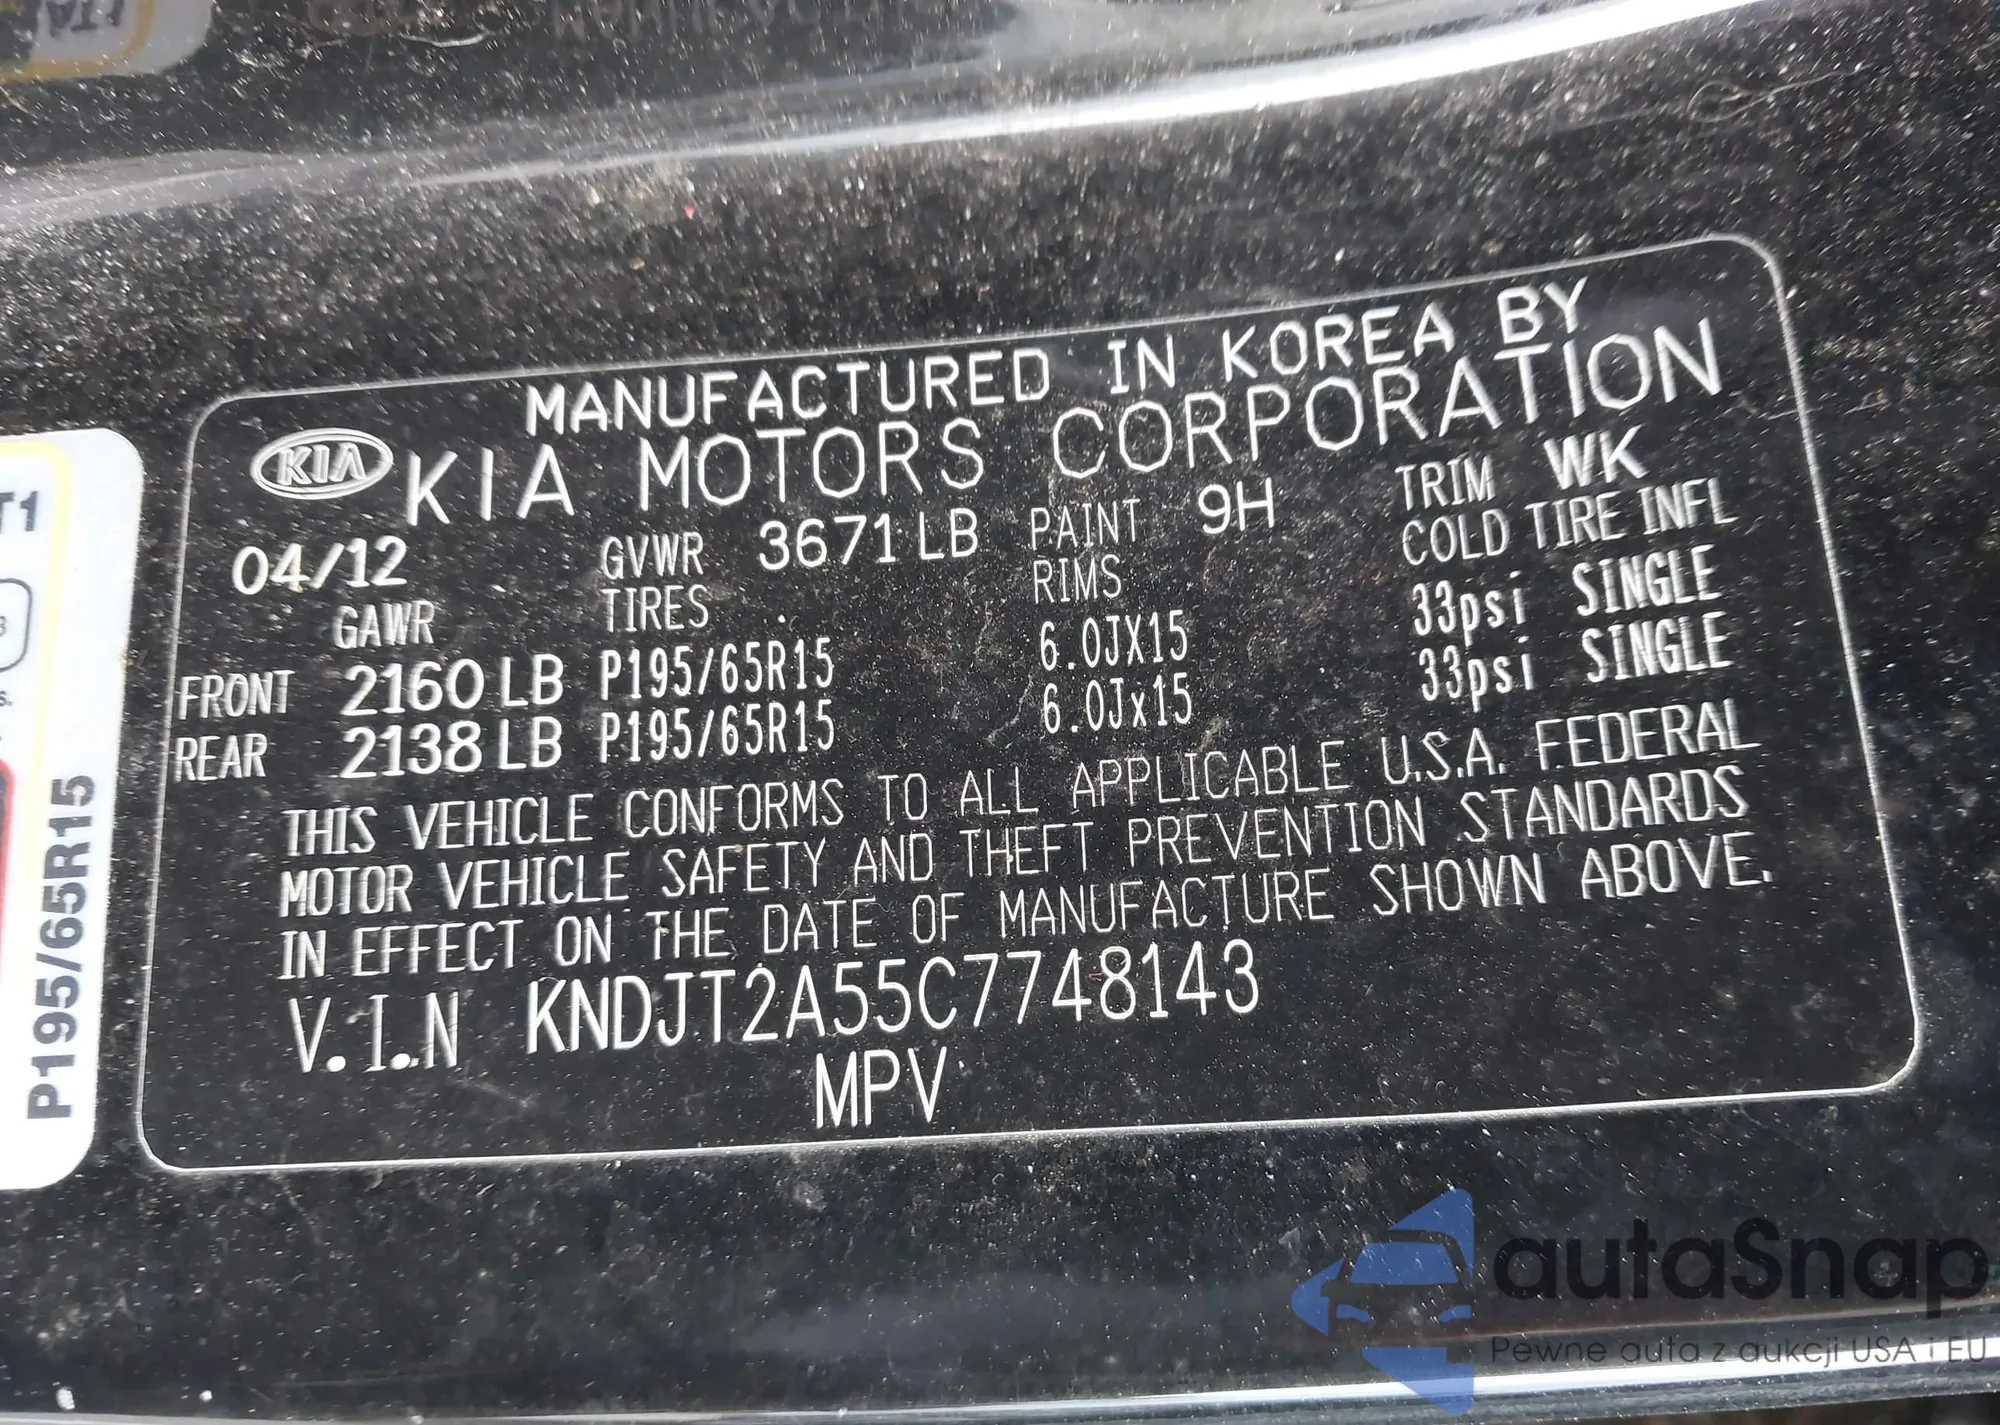 MANUFACTURED IN KOREA BY
KIA KIA MOTORS CORPORATION
04/12 GVWR 3671 LB PAINT 9H TRIM WK
GAWR TIRES RIMS COLD TIRE INFL
FRONT 2160 LB P195/65R15 6.0JX15 33psi SINGLE
REAR 2138 LB P195/65R15 6.0Jx15 33psi SINGLE
THIS VEHICLE CONFORMS TO ALL APPLICABLE U.S.A. FEDERAL
MOTOR VEHICLE SAFETY AND THEFT PREVENTION STANDARDS
IN EFFECT ON THE DATE OF MANUFACTURE SHOWN ABOVE.
V.I.N KNDJT2A55C7748143
MPV
T1
P195/65R15
autaSnap
Pewne auta z aukcji USA i EU